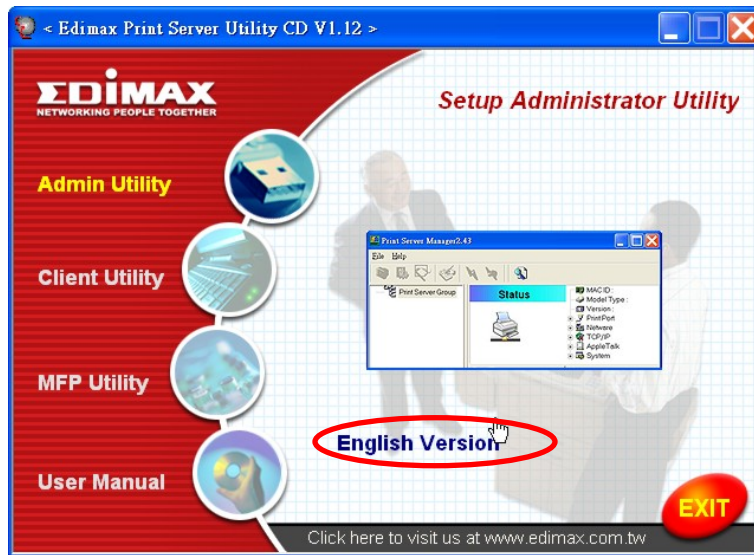 < Edimax Print Server Utility CD V1.12 >
EDIMAX
NETWORKING PEOPLE TOGETHER
Setup Administrator Utility
Admin Utility
Client Utility
MFP Utility
User Manual
Print Server Manager2.43
File Help
Print Server Group
Status
MAC ID:
Model Type:
Version:
PrintPort
Netware
TCP/IP
AppleTalk
System
English Version
EXIT
Click here to visit us at www.edimax.com.tw